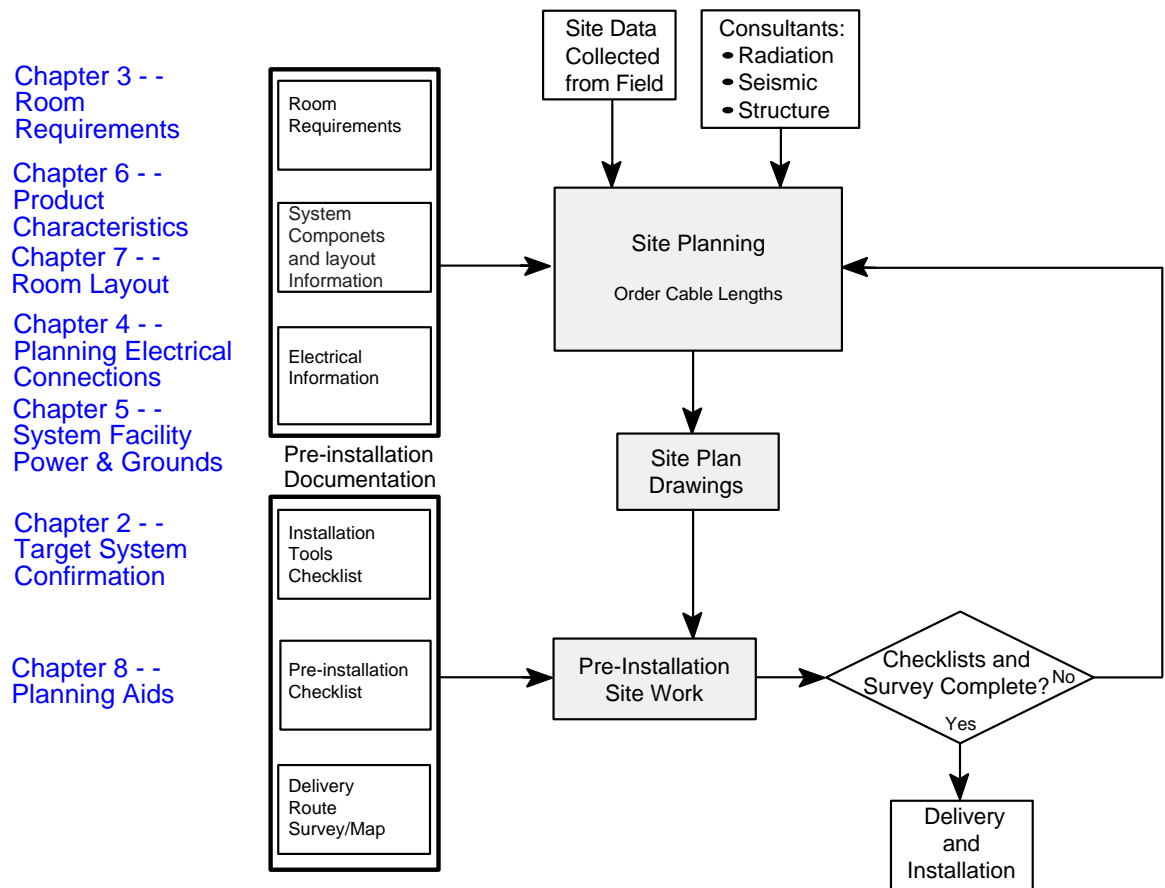 Chapter 3 - -
Room
Requirements
Chapter 6 - -
Product
Characteristics
Chapter 7 - -
Room Layout
Chapter 4 - -
Planning Electrical
Connections
Chapter 5 - -
System Facility
Power & Grounds
Chapter 2 - -
Target System
Confirmation
Chapter 8 - -
Planning Aids
Room
Requirements
System
Componets
and layout
Information
Electrical
Information
Pre-installation
Documentation
Installation
Tools
Checklist
Pre-installation
Checklist
Delivery
Route
Survey/Map
Site Data
Collected
from Field
Consultants:
• Radiation
• Seismic
• Structure
Site Planning
Order Cable Lengths
Site Plan
Drawings
Pre-Installation
Site Work
Checklists and
Survey Complete?
No
Yes
Delivery
and
Installation